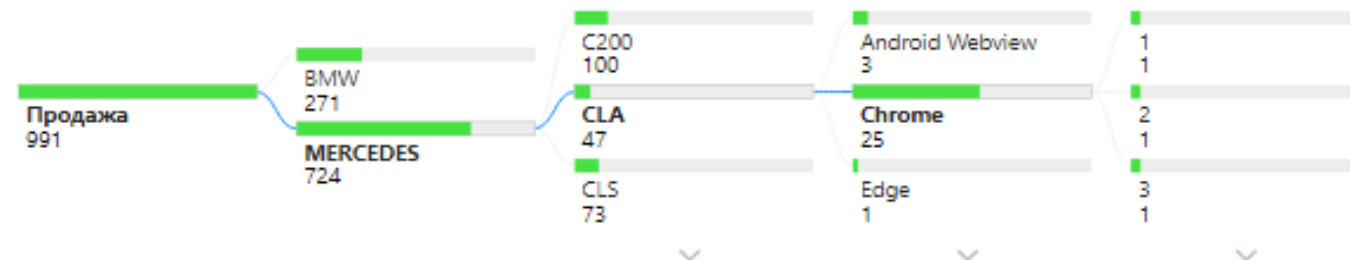 Продажа
991
BMW
271
MERCEDES
724
C200
100
CLA
47
CLS
73
Android Webview
3
Chrome
25
Edge
1
1
1
2
1
3
1